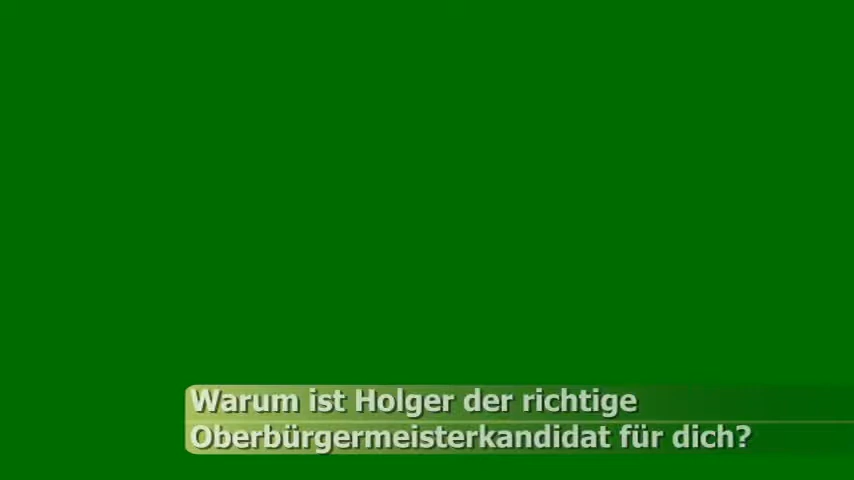 Warum ist Holger der richtige
Oberbürgermeisterkandidat für dich?